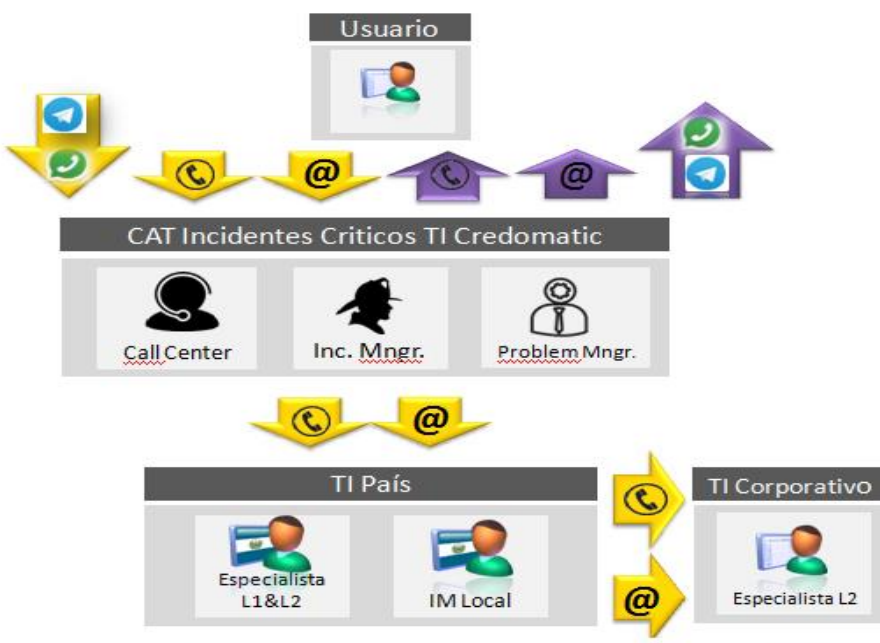 Usuario
@
@
CAT Incidentes Criticos TI Credomatic
Call Center
Inc. Mngr.
Problem Mngr.
@
TI País
TI Corporativo
Especialista
L1&L2
IM Local
Especialista L2
@